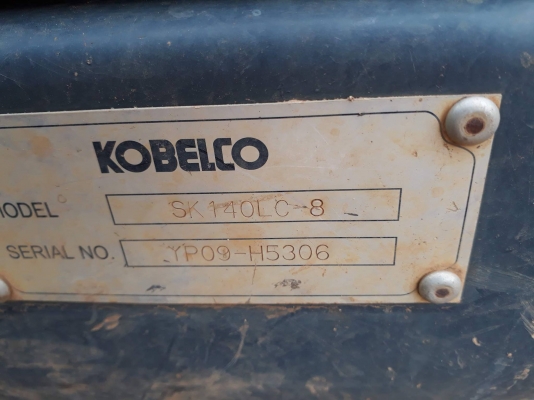 KOBELCO
MODEL SK140LC-8
SERIAL NO. YP09-H5306